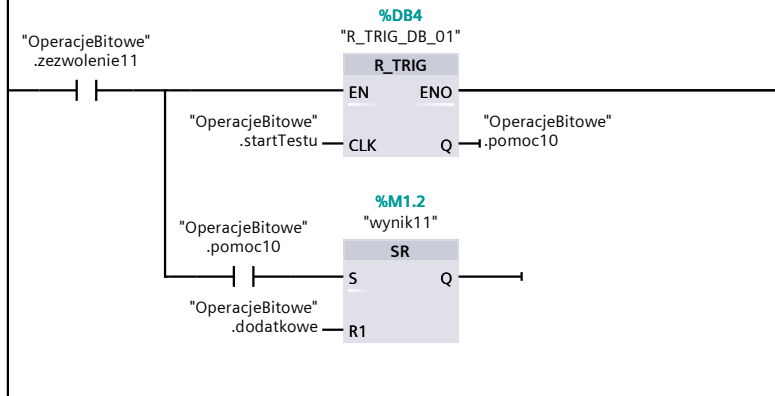 %DB4
"R_TRIG_DB_01"
"OperacjeBitowe"
.zezwolenie11
R_TRIG
EN ENO
"OperacjeBitowe"
.startTestu
CLK Q
"OperacjeBitowe"
.pomoc10
%M1.2
"wynik11"
"OperacjeBitowe"
.pomoc10
SR
S Q
"OperacjeBitowe"
.dodatkowe
R1